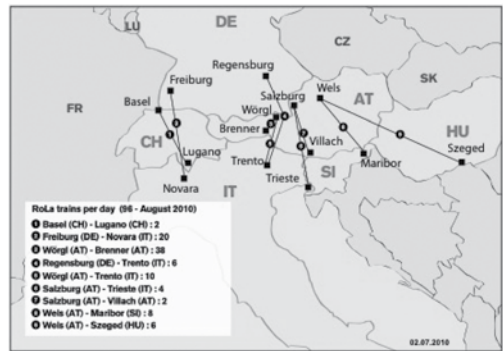 LU
DE
CZ
Regensburg
Freiburg
Salzburg
Wels
SK
FR
Basel
Wörgl
AT
Brenner
HU
CH
Lugano
Trento
Villach
Maribor
Szeged
Novara
Trieste
SI
IT
RoLa trains per day (96 - August 2010) :
❶ Basel (CH) - Lugano (CH) : 2
Freiburg (DE) - Novara (IT) : 20
Wörgl (AT) - Brenner (AT) : 38
❹ Regensburg (DE) - Trento (IT) : 6
Wörgl (AT) - Trento (IT) : 10
Salzburg (AT) - Trieste (IT) : 4
❼ Salzburg (AT) - Villach (AT) : 2
Wels (AT) - Maribor (SI) : 8
Wels (AT) - Szeged (HU) : 6
02.07.2010